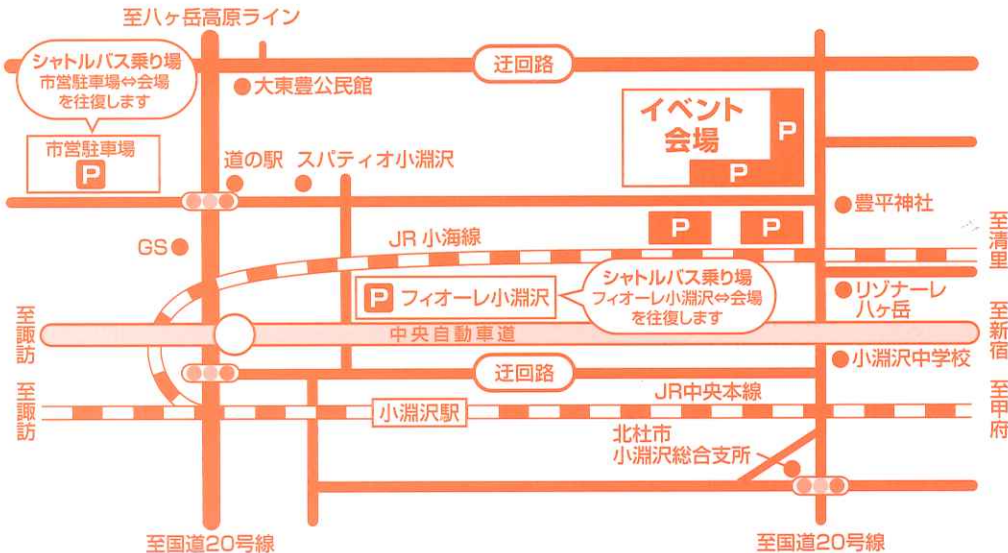 至八ヶ岳高原ライン
シャトルバス乗り場
市営駐車場⇔会場
を往復します
迂回路
大東豊公民館
イベント
会場
P
P
市営駐車場
P
道の駅
スパティオ小淵沢
豊平神社
P
P
至清里
GS
JR 小海線
P フィオーレ小淵沢
シャトルバス乗り場
フィオーレ小淵沢⇔会場
を往復します
リゾナーレ
八ヶ岳
至諏訪
中央自動車道
至新宿
小淵沢中学校
迂回路
至諏訪
小淵沢駅
JR中央本線
至甲府
北杜市
小淵沢総合支所
至国道20号線
至国道20号線